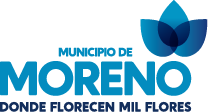 MUNICIPIO DE
MORENO
DONDE FLORECEN MIL FLORES